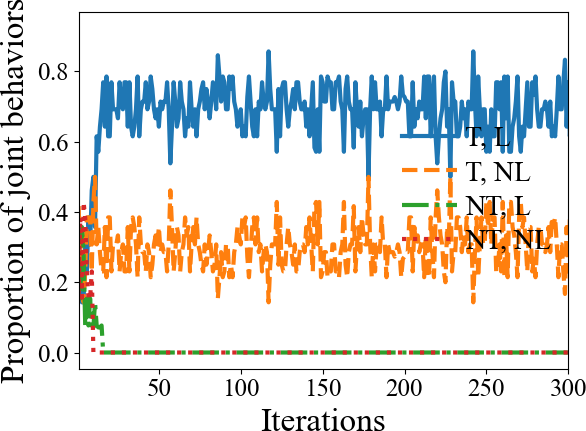 Proportion of joint behaviors
0.8
0.6
0.4
0.2
0.0
T, L
T, NL
NT, L
NT, NL
50
100
150
200
250
300
Iterations